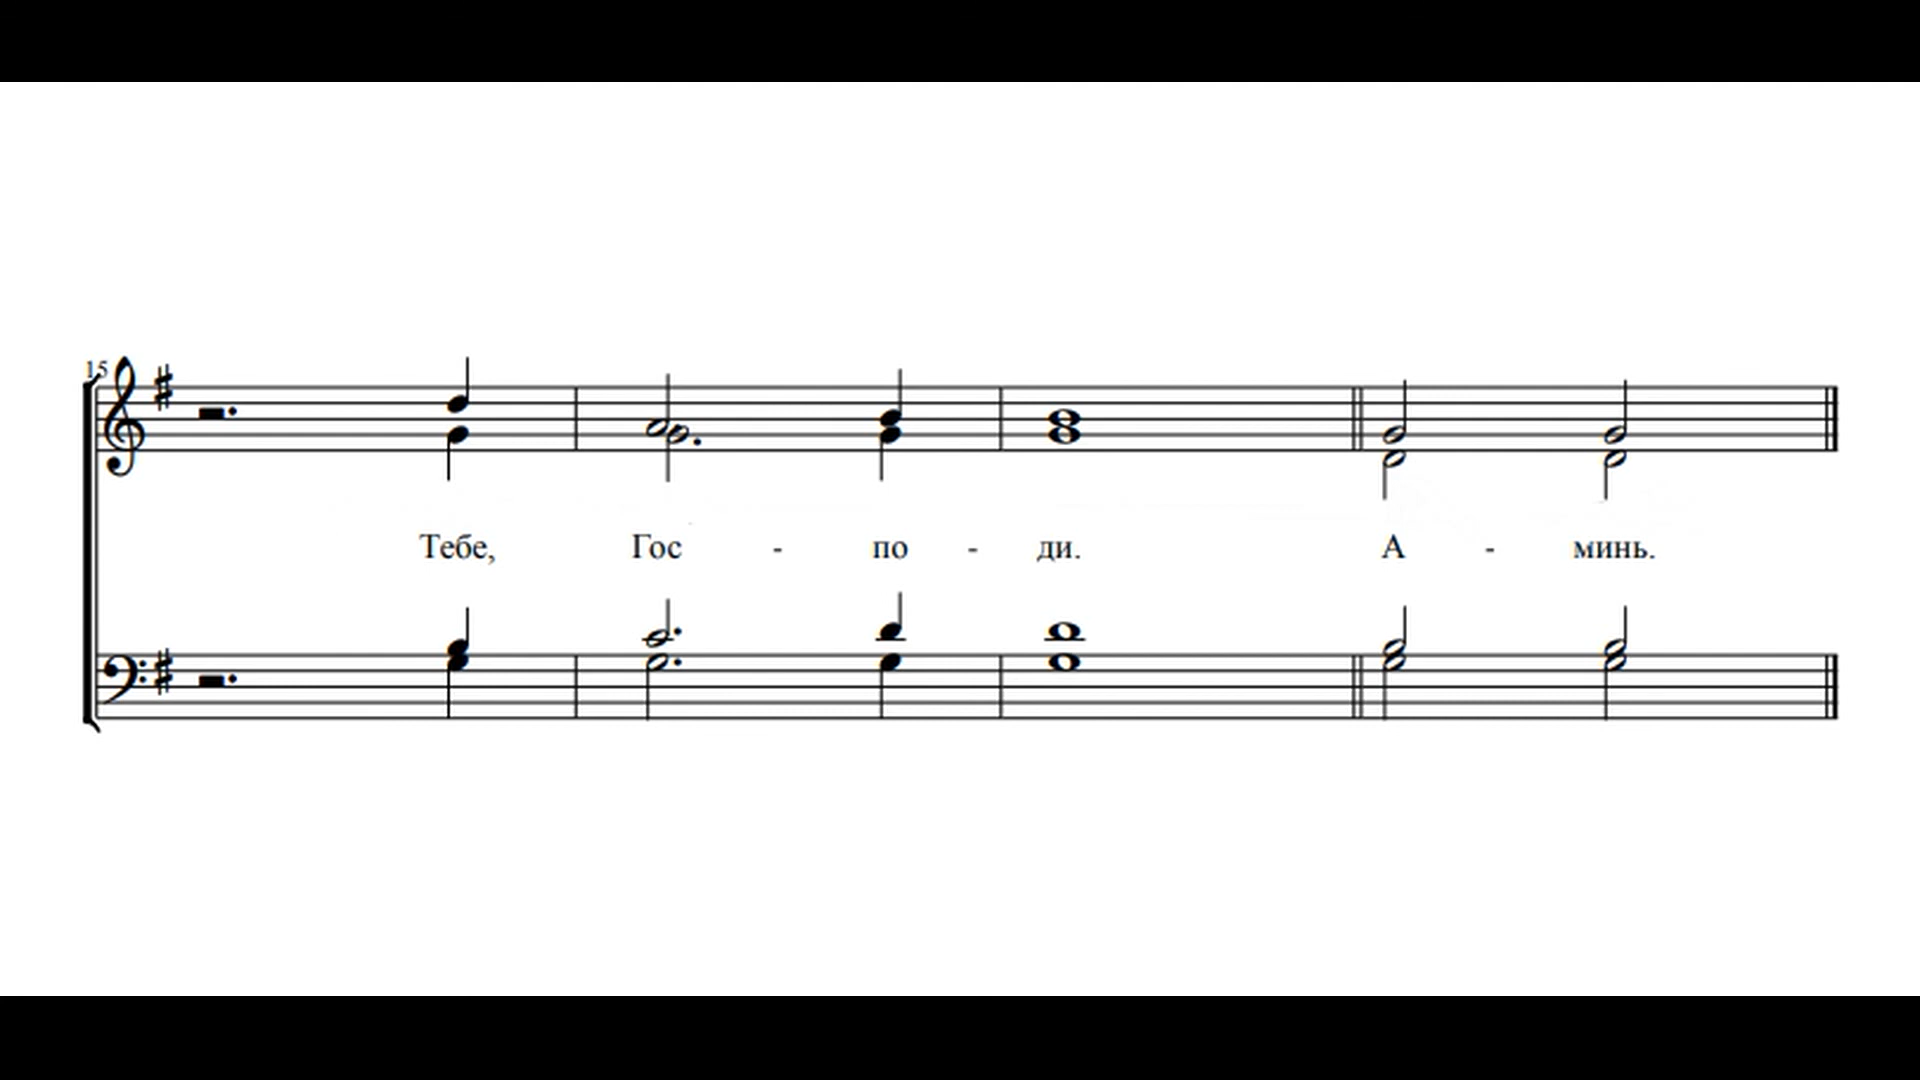 15
Тебе, Гос - по - ди. А - минь.